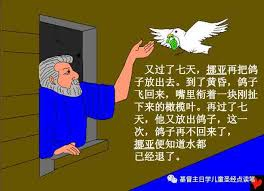 又过了七天，挪亚再把鸽
子放出去。到了黄昏，鸽子
飞回来，嘴里衔着一块刚扯
下来的橄榄叶。再过了七
天，他又放出鸽子，这一
次，鸽子再不回来了，
挪亚便知道水都
已经退了。
基督主日学儿童圣经点读笔